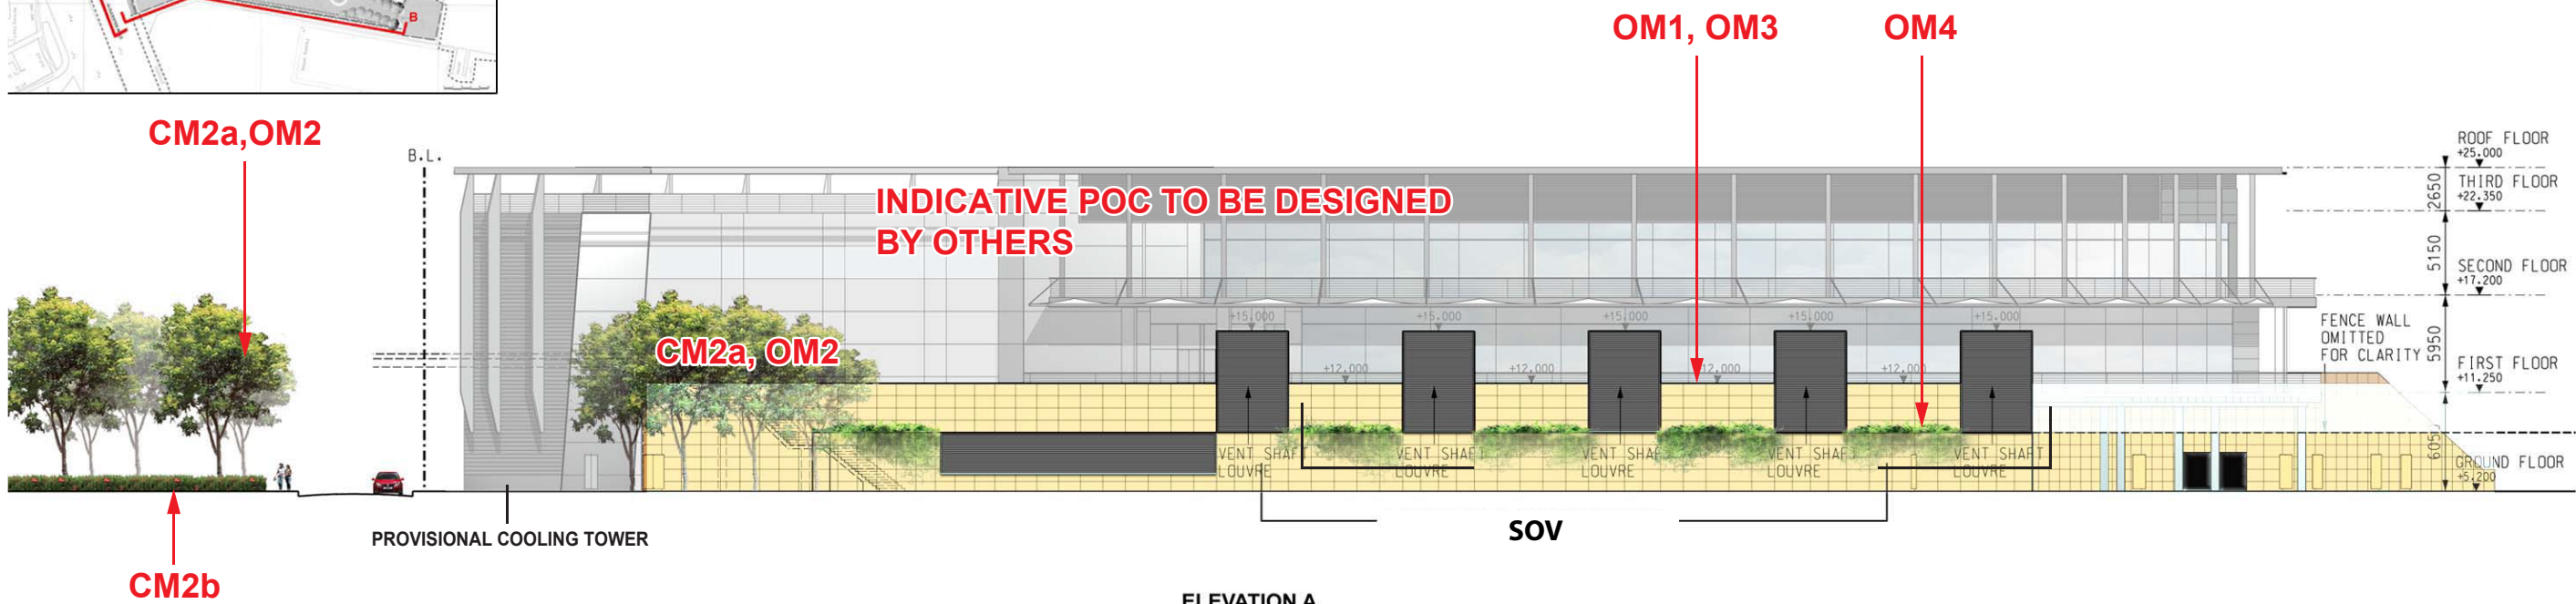 B
OM1, OM3
OM4
CM2a,OM2
B.L.
ROOF FLOOR
+25.000
2650
THIRD FLOOR
+22.350
INDICATIVE POC TO BE DESIGNED
BY OTHERS
5150
SECOND FLOOR
+17.200
+15.000
+15.000
+15.000
+15.000
+15.000
FENCE WALL
OMITTED
FOR CLARITY
5950
CM2a, OM2
+12.000
+12.000
+12.000
+12.000
FIRST FLOOR
+11.250
VENT SHAFT
LOUVRE
VENT SHAFT
LOUVRE
VENT SHAF
LOUVRE
VENT SHAF
LOUVRE
VENT SHAFT
LOUVRE
6050
GROUND FLOOR
+5.200
SOV
PROVISIONAL COOLING TOWER
CM2b
ELEVATION A